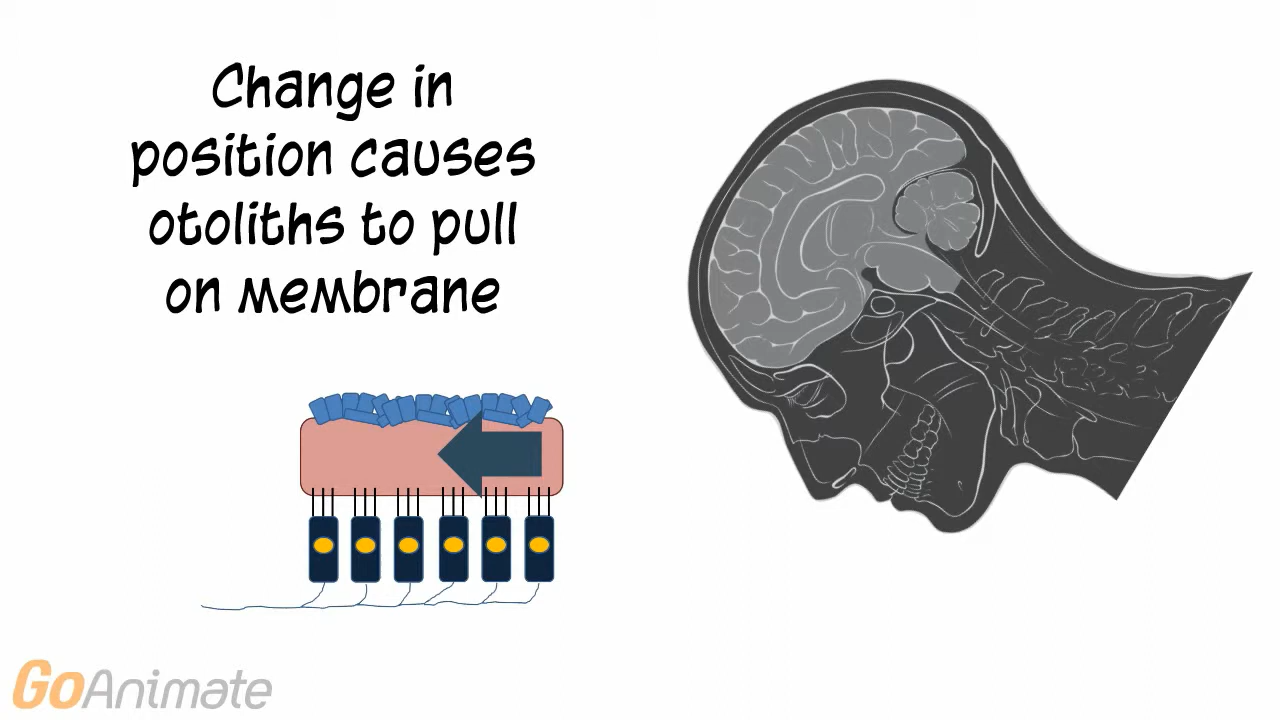 Change in
position causes
otoliths to pull
on membrane
GoAnimate